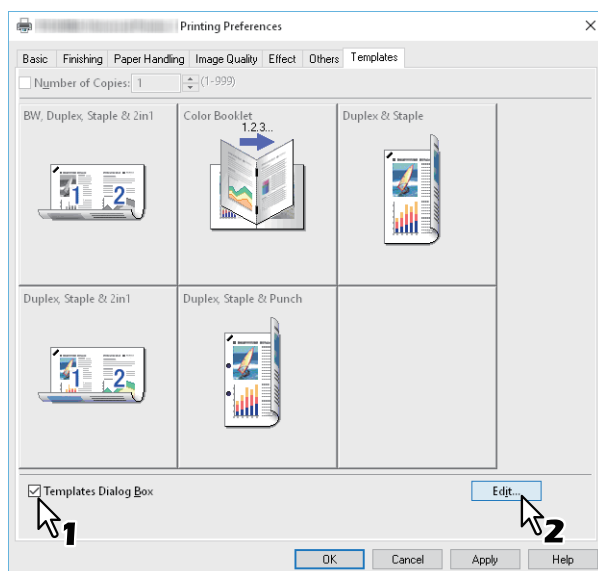 Printing Preferences
Basic Finishing Paper Handling Image Quality Effect Others Templates
Number of Copies: 1 (1-999)
BW, Duplex, Staple & 2in1
Color Booklet
Duplex & Staple
1.2.3...
1 2
Duplex, Staple & 2in1
Duplex, Staple & Punch
1 2
Templates Dialog Box
Edit...
1
2
OK Cancel Apply Help